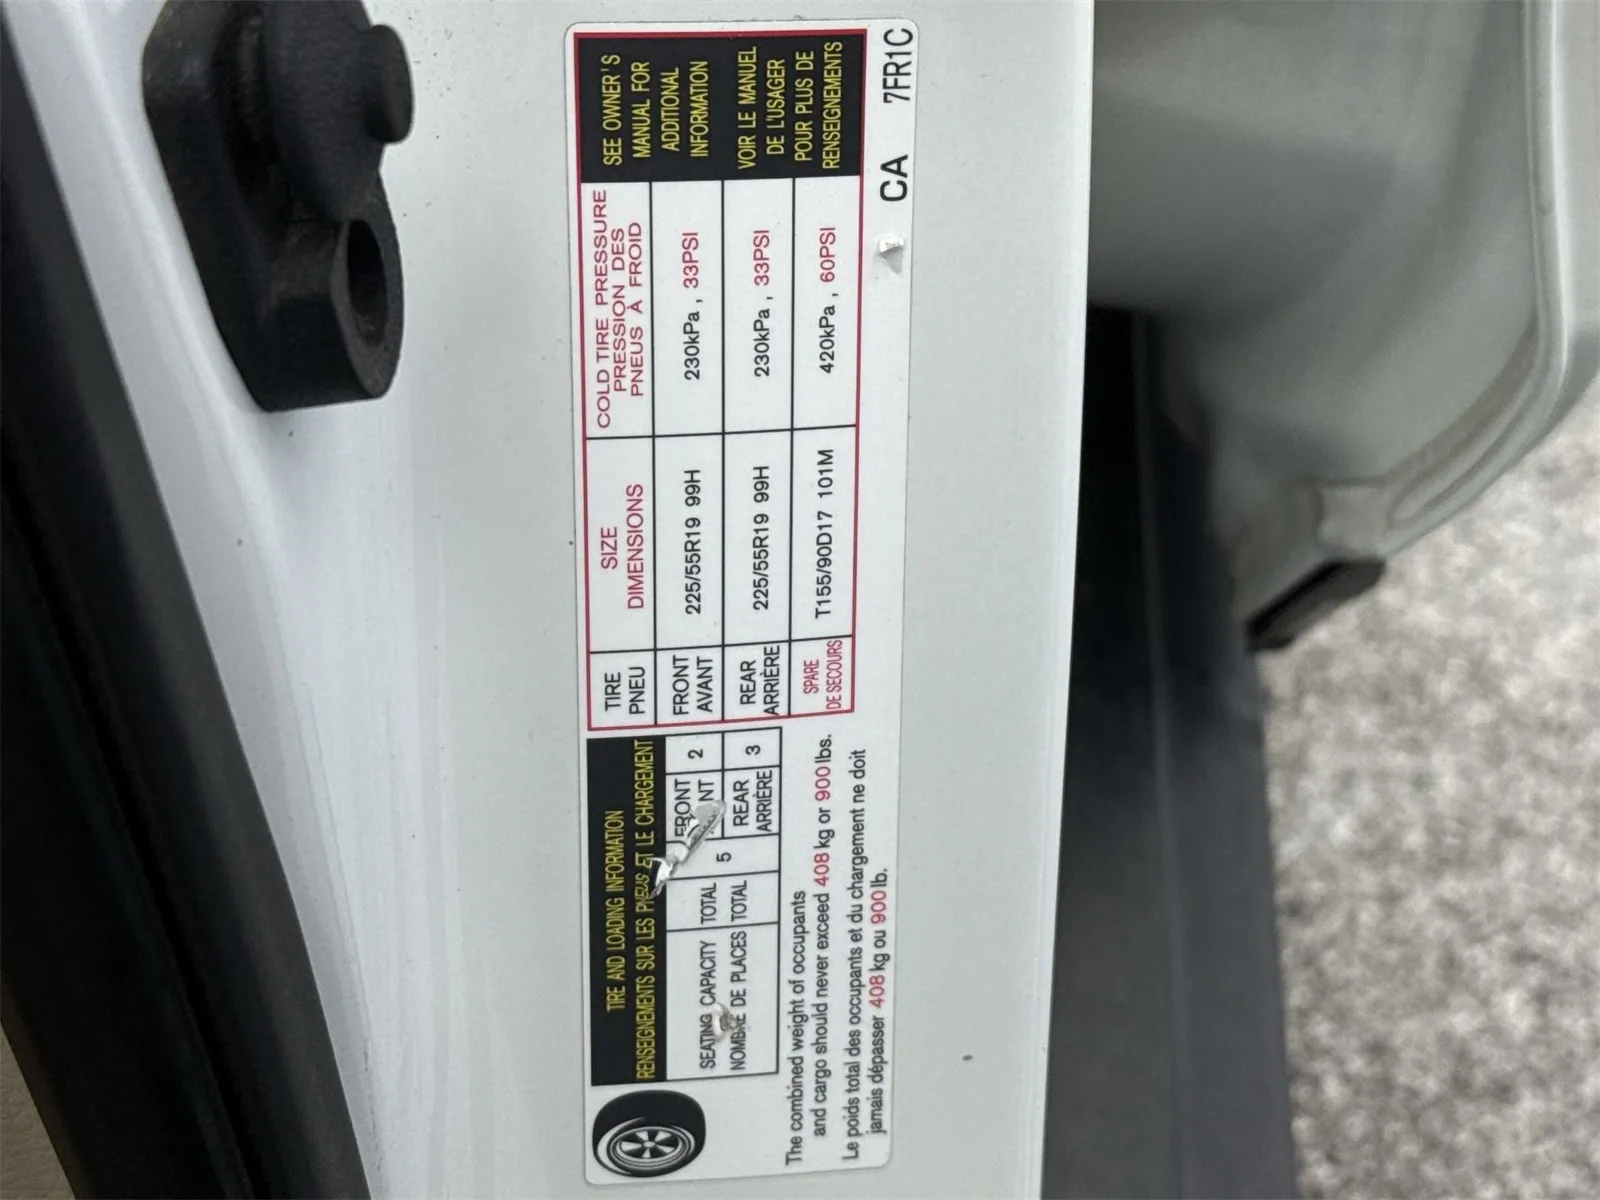 TIRE AND LOADING INFORMATION
RENSEIGNEMENTS SUR LES PNEUS ET LE CHARGEMENT
SEATING CAPACITY TOTAL 5 FRONT 2
NOMBRE DE PLACES TOTAL REAR 3
ARRIÈRE
The combined weight of occupants
and cargo should never exceed 408 kg or 900 lbs.
Le poids total des occupants et du chargement ne doit
jamais dépasser 408 kg ou 900 lb.
TIRE
PNEU
SIZE
DIMENSIONS
COLD TIRE PRESSURE
PRESSION DES
PNEUS À FROID
FRONT
AVANT
225/55R19 99H
230kPa, 33PSI
REAR
ARRIÈRE
225/55R19 99H
230kPa, 33PSI
SPARE
DE SECOURS
T155/90D17 101M
420kPa, 60PSI
SEE OWNER'S
MANUAL FOR
ADDITIONAL
INFORMATION
VOIR LE MANUEL
DE L'USAGER
POUR PLUS DE
RENSEIGNEMENTS
CA 7FR1C